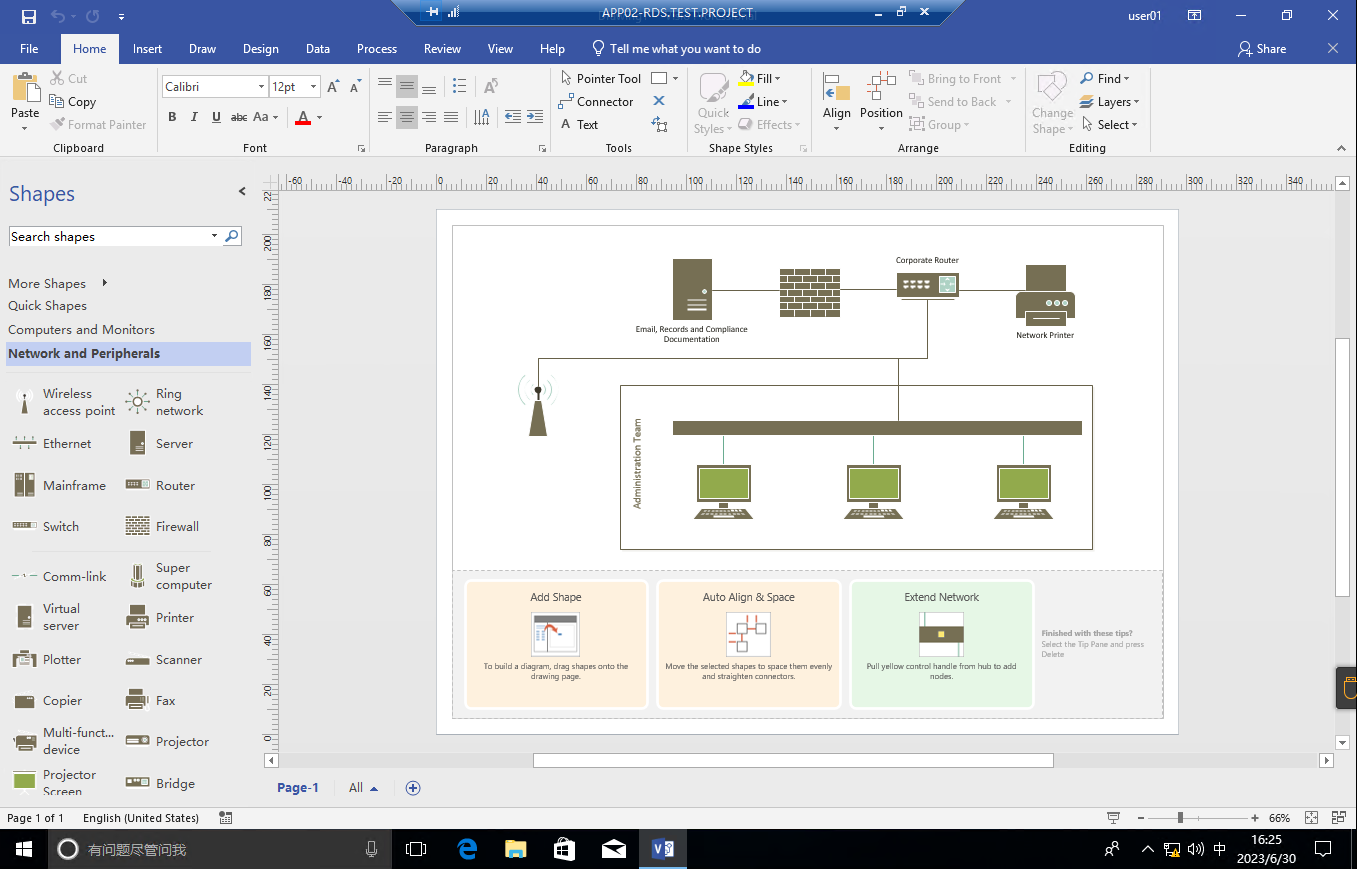 APP02-RDS.TEST.PROJECT
user01
File
Home
Insert
Draw
Design
Data
Process
Review
View
Help
Tell me what you want to do
Share
Paste
Cut
Copy
Format Painter
Clipboard
Calibri
12pt
B I U abc Aa A
Font
Paragraph
Pointer Tool
Connector
A Text
Tools
Quick Styles
Fill
Line
Effects
Shape Styles
Align
Position
Bring to Front
Send to Back
Group
Arrange
Change Shape
Find
Layers
Select
Editing
Shapes
Search shapes
More Shapes
Quick Shapes
Computers and Monitors
Network and Peripherals
Wireless access point
Ring network
Ethernet
Server
Mainframe
Router
Switch
Firewall
Comm-link
Super computer
Virtual server
Printer
Plotter
Scanner
Copier
Fax
Multi-funct... device
Projector
Projector Screen
Bridge
-60 -40 -20 0 20 40 60 80 100 120 140 160 180 200 220 240 260 280 300 320 340
22
200
180
160
140
120
100
80
60
40
20
0
Corporate Router
Email, Records and Compliance
Documentation
Network Printer
Administration Team
Add Shape
To build a diagram, drag shapes onto the
drawing page.
Auto Align & Space
Move the selected shapes to space them evenly
and straighten connectors.
Extend Network
Pull yellow control handle from hub to add
nodes.
Finished with these tips?
Select the Tip Pane and press
Delete
Page-1
All
Page 1 of 1
English (United States)
66%
有问题尽管问我
中
16:25
2023/6/30